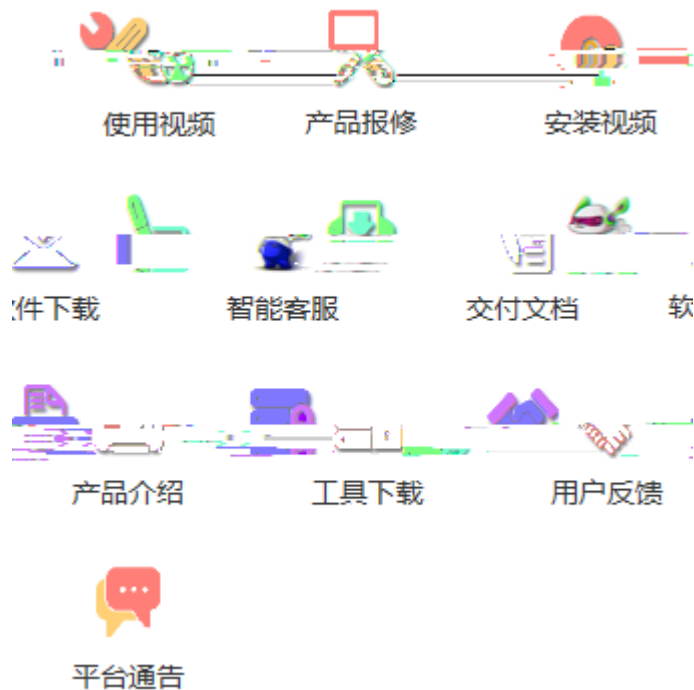 使用视频 产品报修 安装视频
件下载 智能客服 交付文档 软
产品介绍 工具下载 用户反馈
平台通告